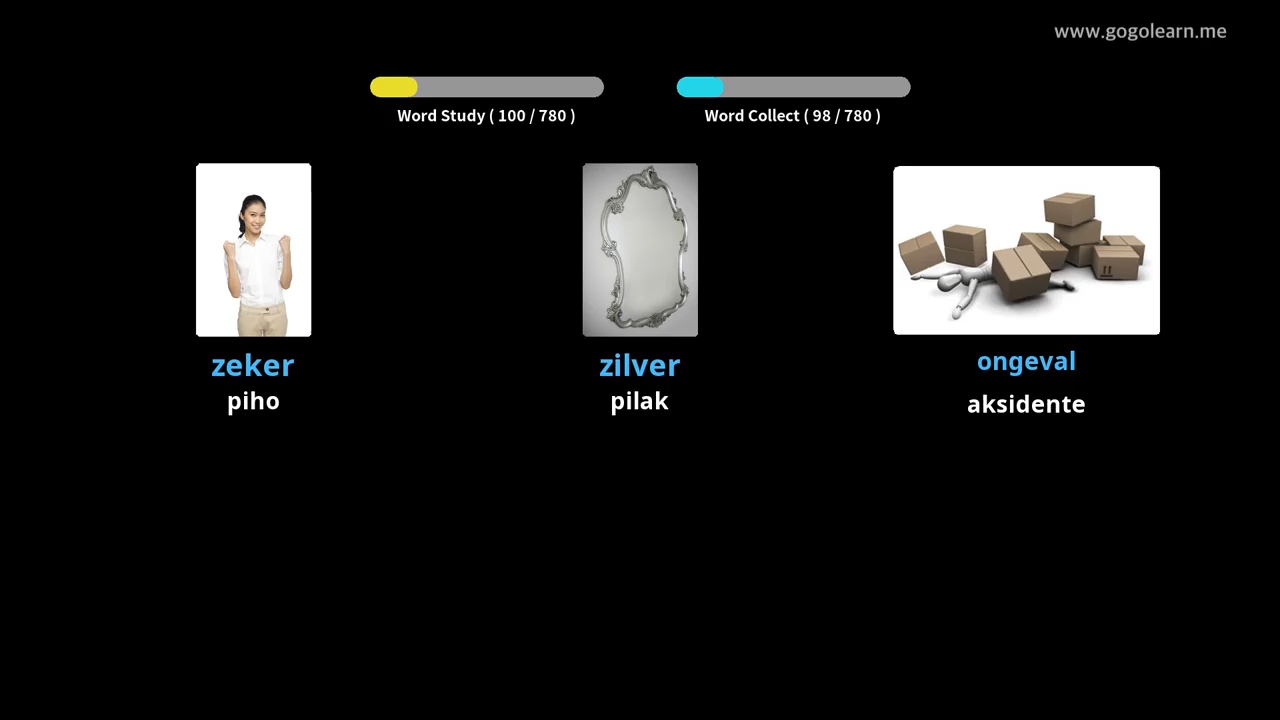 www.gogolearn.me
Word Study ( 100 / 780 )
Word Collect ( 98 / 780 )
zeker
piho
zilver
pilak
ongeval
aksidente